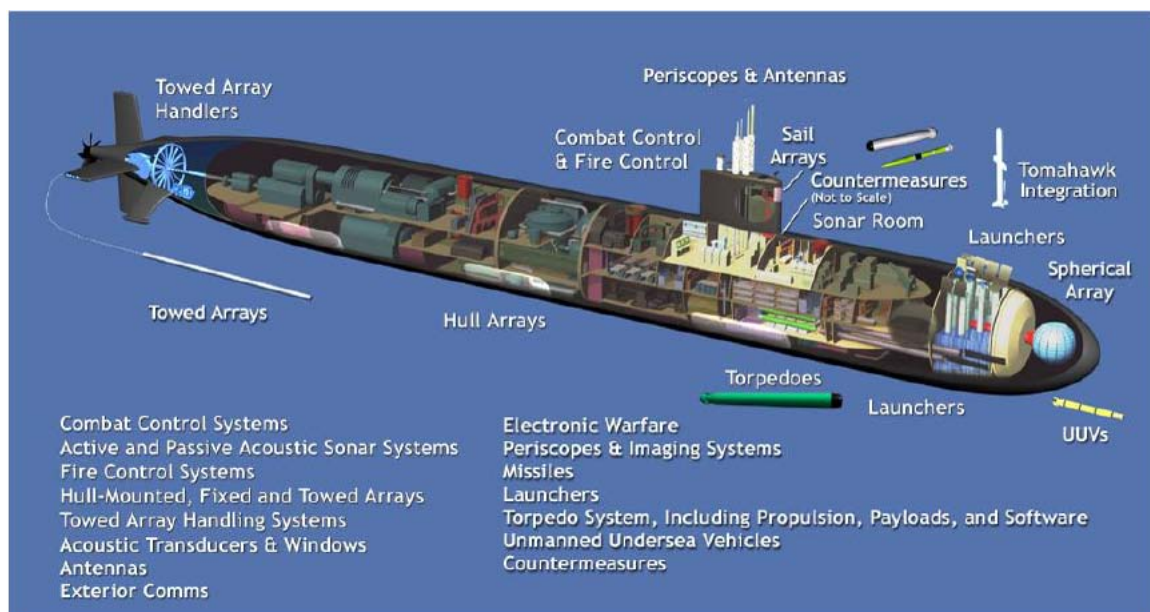 Periscopes & Antennas
Towed Array
Handlers
Combat Control
& Fire Control
Sail
Arrays
Countermeasures
(Not to Scale)
Sonar Room
Tomahawk
Integration
Launchers
Spherical
Array
Towed Arrays
Hull Arrays
Torpedoes
Launchers
UUVs
Combat Control Systems
Active and Passive Acoustic Sonar Systems
Fire Control Systems
Hull-Mounted, Fixed and Towed Arrays
Towed Array Handling Systems
Acoustic Transducers & Windows
Antennas
Exterior Comms
Electronic Warfare
Periscopes & Imaging Systems
Missiles
Launchers
Torpedo System, Including Propulsion, Payloads, and Software
Unmanned Undersea Vehicles
Countermeasures